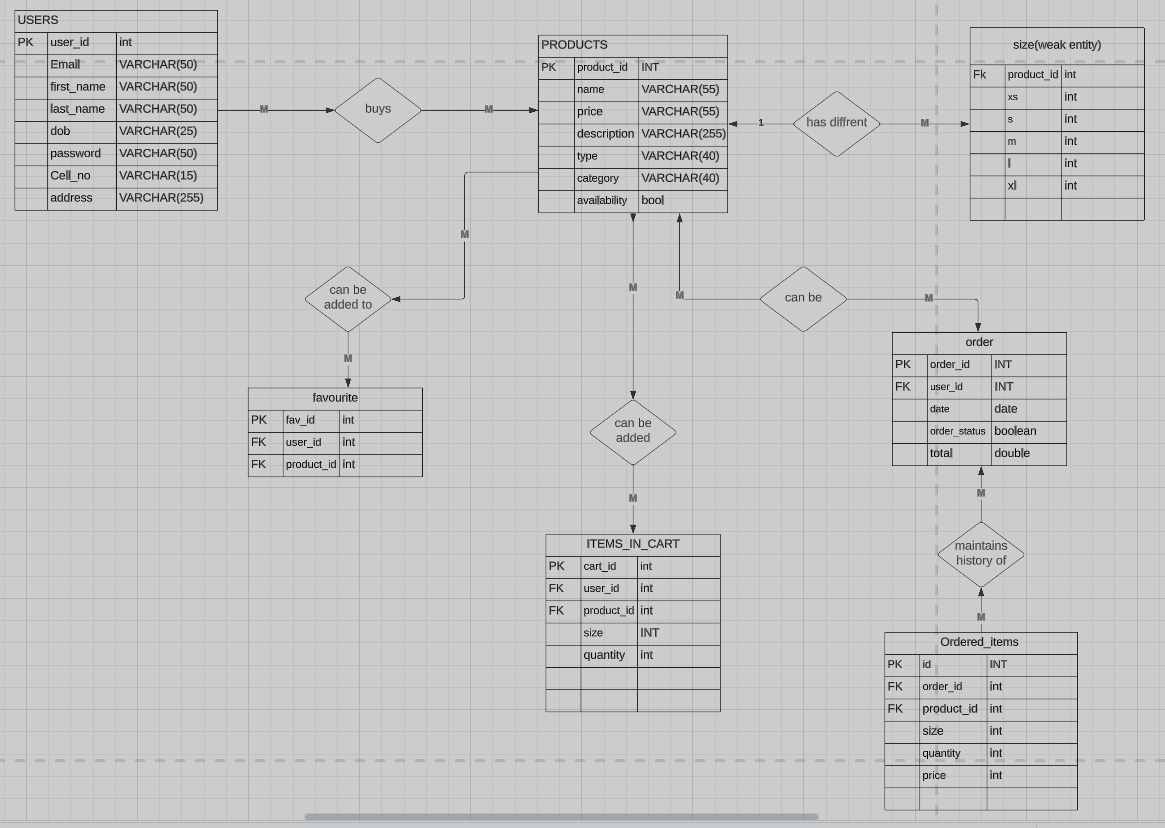 USERS
PK user_id int
Email VARCHAR(50)
first_name VARCHAR(50)
last_name VARCHAR(50)
dob VARCHAR(25)
password VARCHAR(50)
Cell_no VARCHAR(15)
address VARCHAR(255)
M
buys
M
PRODUCTS
PK product_id INT
name VARCHAR(55)
price VARCHAR(55)
description VARCHAR(255)
type VARCHAR(40)
category VARCHAR(40)
availability bool
1
has diffrent
M
size(weak entity)
Fk product_id int
xs int
s int
m int
l int
xl int
M
can be
added to
M
favourite
PK fav_id int
FK user_id int
FK product_id int
M
can be
added
M
ITEMS_IN_CART
PK cart_id int
FK user_id int
FK product_id int
size INT
quantity int
M
can be
M
order
PK order_id INT
FK user_id INT
date date
order_status boolean
total double
M
maintains
history of
M
Ordered_items
PK id INT
FK order_id int
FK product_id int
size int
quantity int
price int